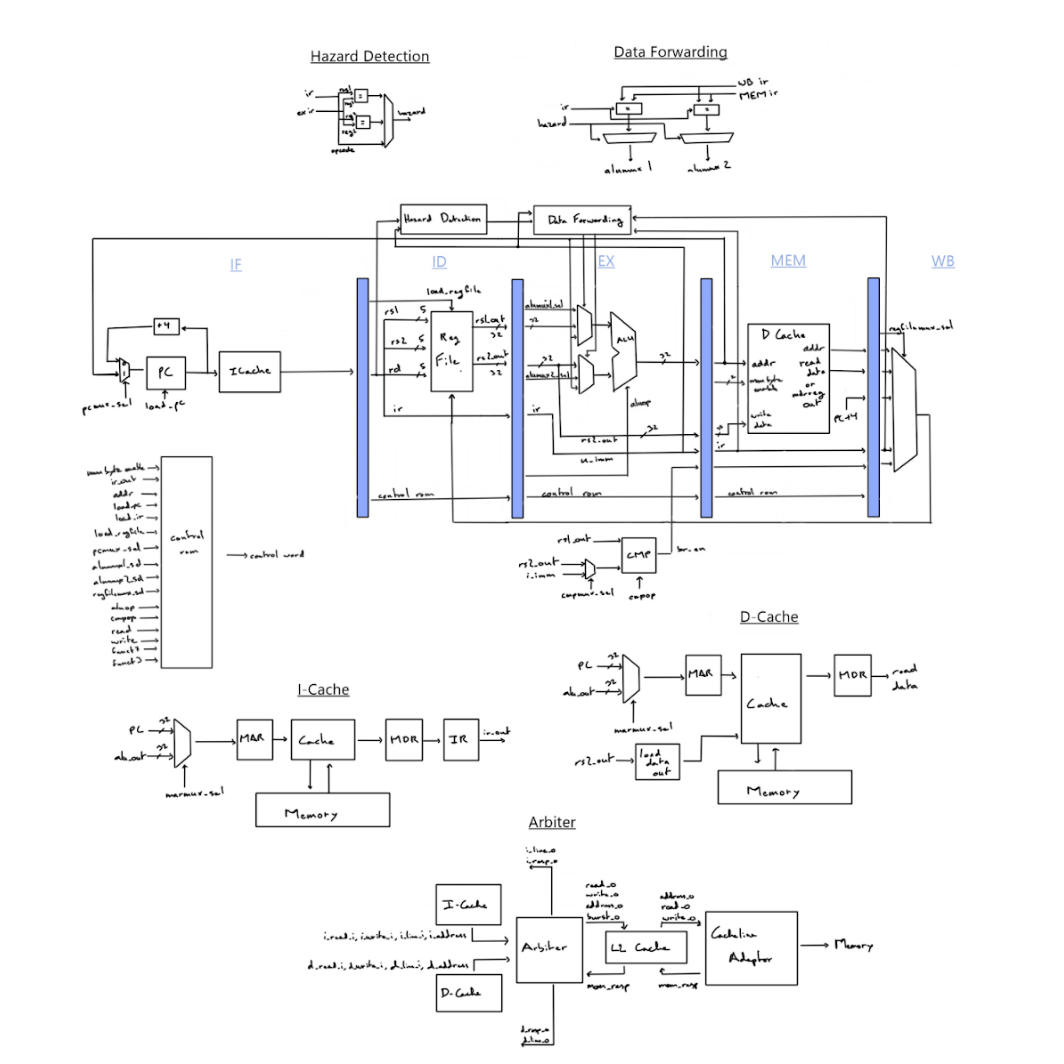 Hazard Detection
Data Forwarding
ir
ex ir
rs1
reg1
rs2
reg2
opcode
=
=
hazard
WB ir
MEM ir
ir
hazard
=
=
alumux 1
alumux 2
Hazard Detection
Data Forwarding
IF
ID
EX
MEM
WB
+4
PC
ICache
pcmux_sel
load_pc
load_regfile
rs1
5
rs2
5
rd
5
Reg
File
rs1_out
32
rs2_out
32
ir
control rom
alumux1_sel
32
32
alumux2_sel
ALU
32
aluop
ir
rs2_out
32
u_imm
control rom
D Cache
addr
addr
read
data
or
mdrreg
out
mem byte
enable
write
data
ir
PC+4
control rom
regfilemux_sel
mem byte enable
ir_out
addr
load_pc
load_ir
load_regfile
pcmux_sel
alumux1_sel
alumux2_sel
regfilemux_sel
aluop
cmpop
read
write
funct7
funct3
control
rom
control word
rs1_out
rs2_out
i_imm
cmpmux_sel
CMP
cmpop
br_en
D-Cache
PC
32
alu_out
32
marmux_sel
MAR
Cache
MDR
read
data
rs2_out
load
data
out
Memory
I-Cache
PC
32
alu_out
32
marmux_sel
MAR
Cache
MDR
IR
ir_out
Memory
Arbiter
i_line_o
i_resp_o
I-Cache
i_read_i, i_write_i, i_line_i, i_address
d_read_i, d_write_i, d_line_i, d_address
D-Cache
Arbiter
read_o
write_o
address_o
burst_o
L2 Cache
mem_resp
address_o
read_o
write_o
mem_resp
Cacheline
Adaptor
Memory
d_resp_o
d_line_o